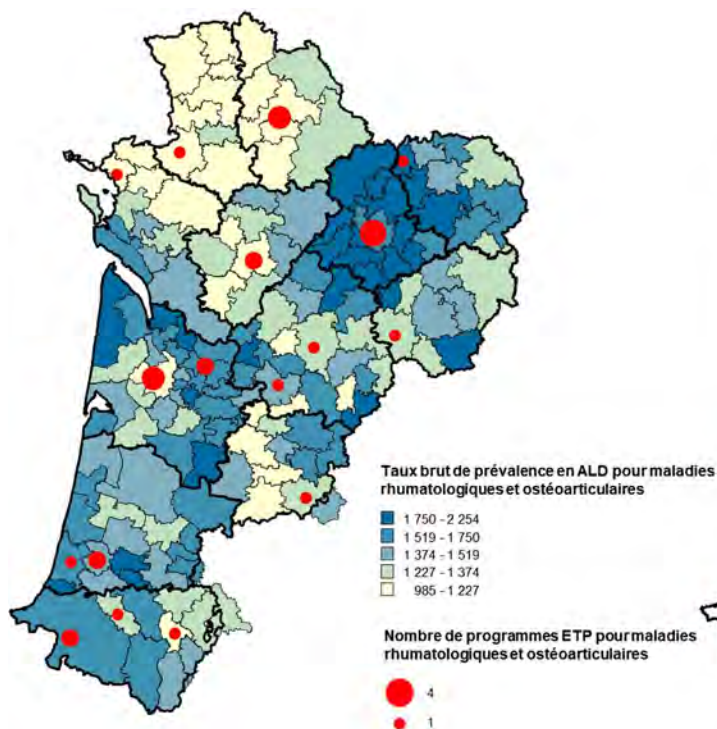 Taux brut de prévalence en ALD pour maladies
rhumatologiques et ostéoarticulaires
1 750 - 2 254
1 519 - 1 750
1 374 - 1 519
1 227 - 1 374
985 - 1 227
Nombre de programmes ETP pour maladies
rhumatologiques et ostéoarticulaires
4
1